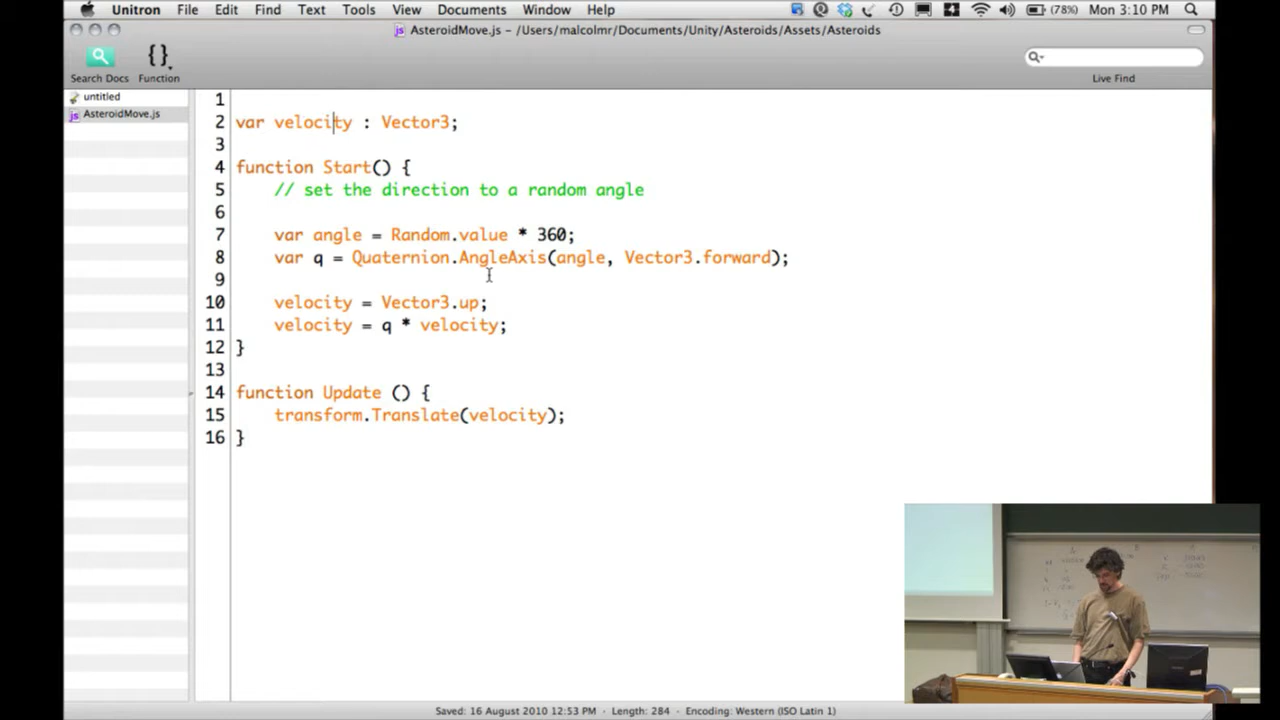 Unitron File Edit Find Text Tools View Documents Window Help 4 (78%) Mon 3:10 PM
AsteroidMove.js – /Users/malcolmr/Documents/Unity/Asteroids/Assets/Asteroids
{}
Search Docs Function Live Find
untitled
js AsteroidMove.js
1
2 var velocity : Vector3;
3
4 function Start() {
5 // set the direction to a random angle
6
7 var angle = Random.value * 360;
8 var q = Quaternion.AngleAxis(angle, Vector3.forward);
9
10 velocity = Vector3.up;
11 velocity = q * velocity;
12 }
13
14 function Update () {
15 transform.Translate(velocity);
16 }
Saved: 16 August 2010 12:53 PM Length: 284 Encoding: Western (ISO Latin 1)